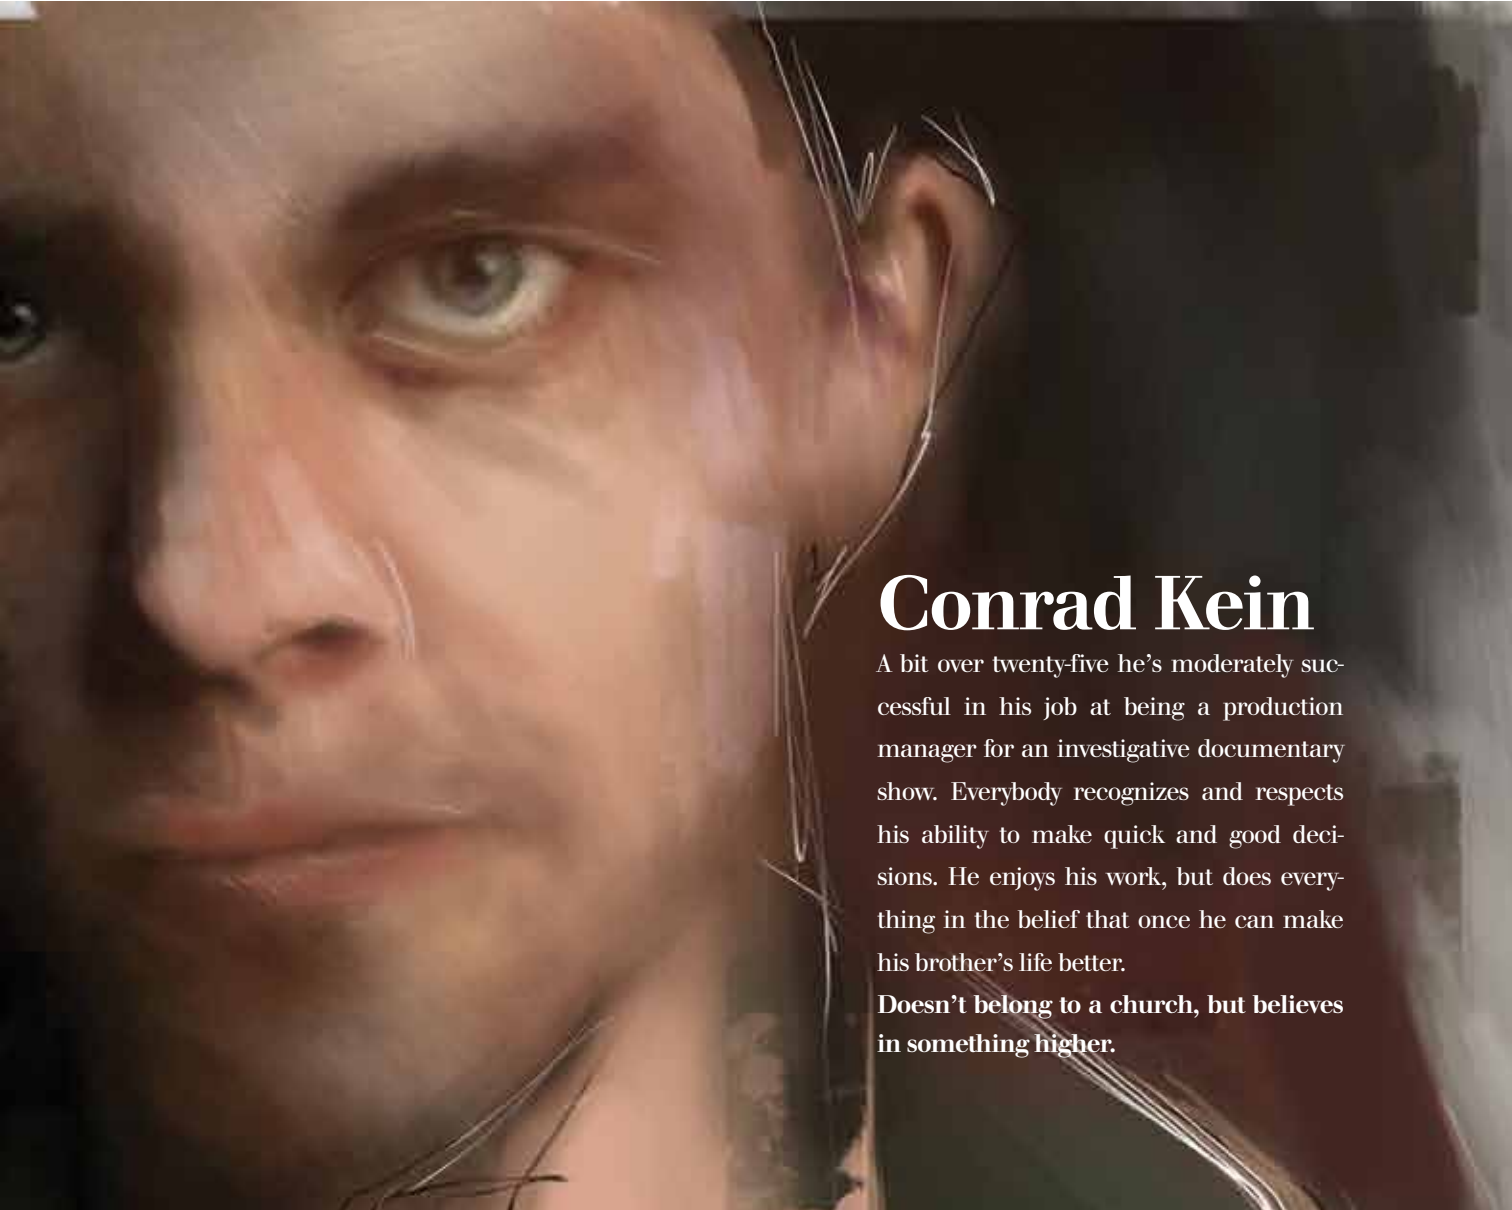 Conrad Kein
A bit over twenty-five he’s moderately suc-
cessful in his job at being a production
manager for an investigative documentary
show. Everybody recognizes and respects
his ability to make quick and good deci-
sions. He enjoys his work, but does every-
thing in the belief that once he can make
his brother’s life better.
Doesn’t belong to a church, but believes
in something higher.